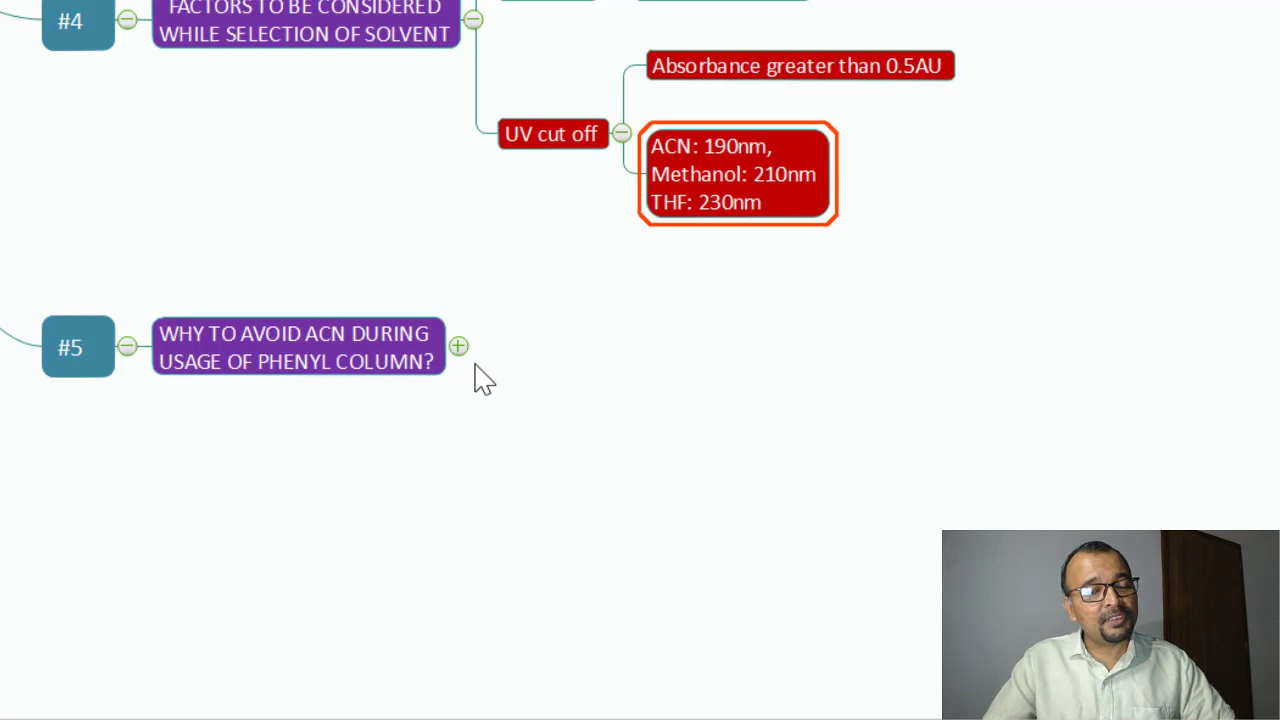 #4
FACTORS TO BE CONSIDERED
WHILE SELECTION OF SOLVENT
Absorbance greater than 0.5AU
UV cut off
ACN: 190nm,
Methanol: 210nm
THF: 230nm
#5
WHY TO AVOID ACN DURING
USAGE OF PHENYL COLUMN?